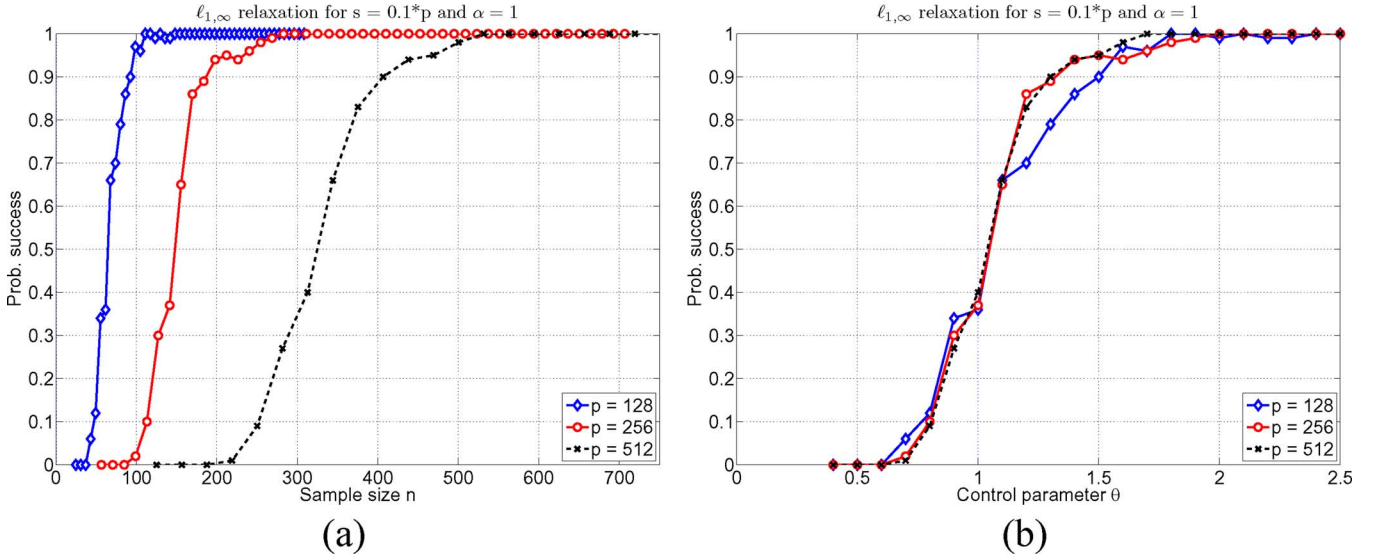 ℓ1,∞ relaxation for s = 0.1*p and α = 1
1
0.9
0.8
0.7
0.6
0.5
0.4
0.3
0.2
0.1
0
Prob. success
0 100 200 300 400 500 600 700
Sample size n
p = 128
p = 256
p = 512
(a)
ℓ1,∞ relaxation for s = 0.1*p and α = 1
1
0.9
0.8
0.7
0.6
0.5
0.4
0.3
0.2
0.1
0
Prob. success
0 0.5 1 1.5 2 2.5
Control parameter θ
p = 128
p = 256
p = 512
(b)